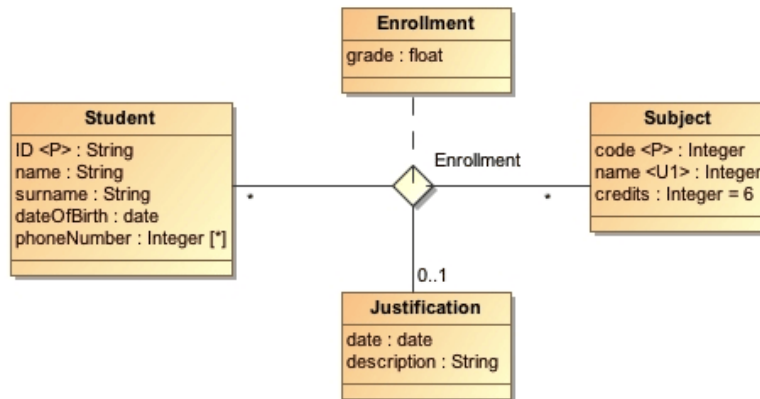 Enrollment
grade : float
Student
ID <P> : String
name : String
surname : String
dateOfBirth : date
phoneNumber : Integer [*]
Enrollment
*
*
Subject
code <P> : Integer
name <U1> : Integer
credits : Integer = 6
0..1
Justification
date : date
description : String